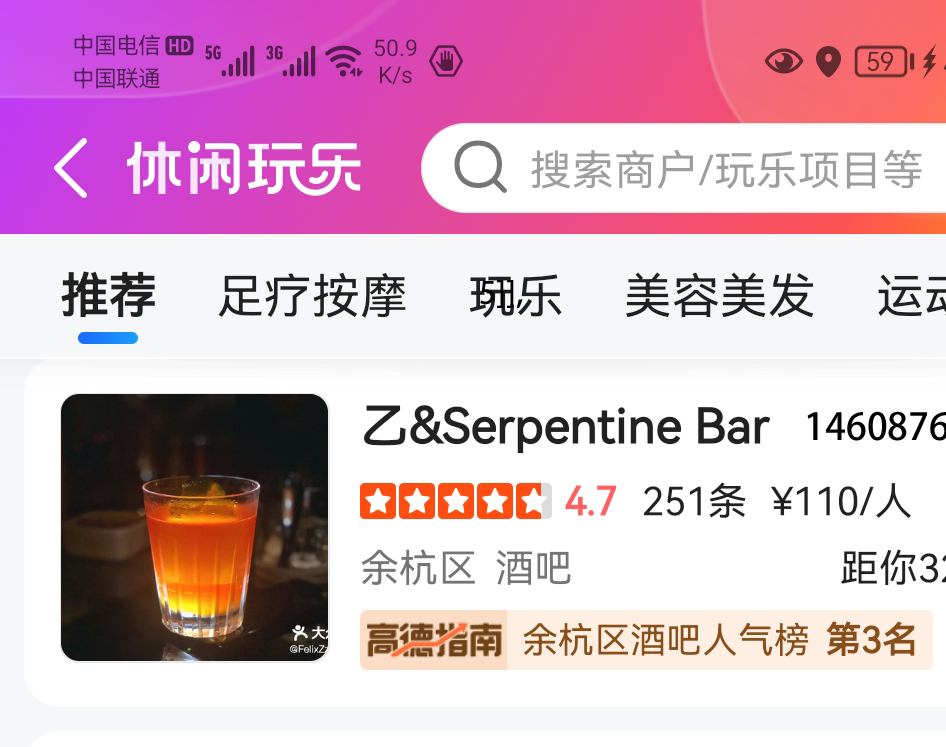 中国电信 HD 5G 3G 50.9 K/s 59
中国联通
休闲玩乐 搜索商户/玩乐项目等
推荐 足疗按摩 玩乐 美容美发 运动
乙&Serpentine Bar 1460876
4.7 251条 ¥110/人
余杭区 酒吧 距你32
高德指南 余杭区酒吧人气榜 第3名
@FelixZz